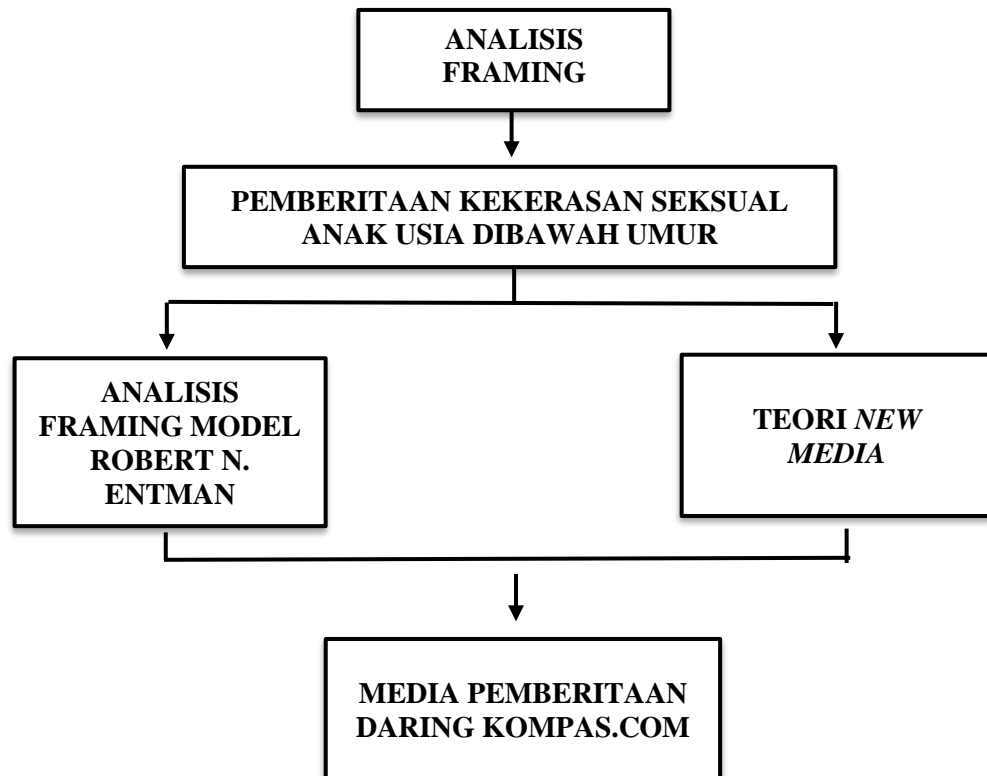 ANALISIS
FRAMING
PEMBERITAAN KEKERASAN SEKSUAL
ANAK USIA DIBAWAH UMUR
ANALISIS
FRAMING MODEL
ROBERT N.
ENTMAN
TEORI NEW
MEDIA
MEDIA PEMBERITAAN
DARING KOMPAS.COM